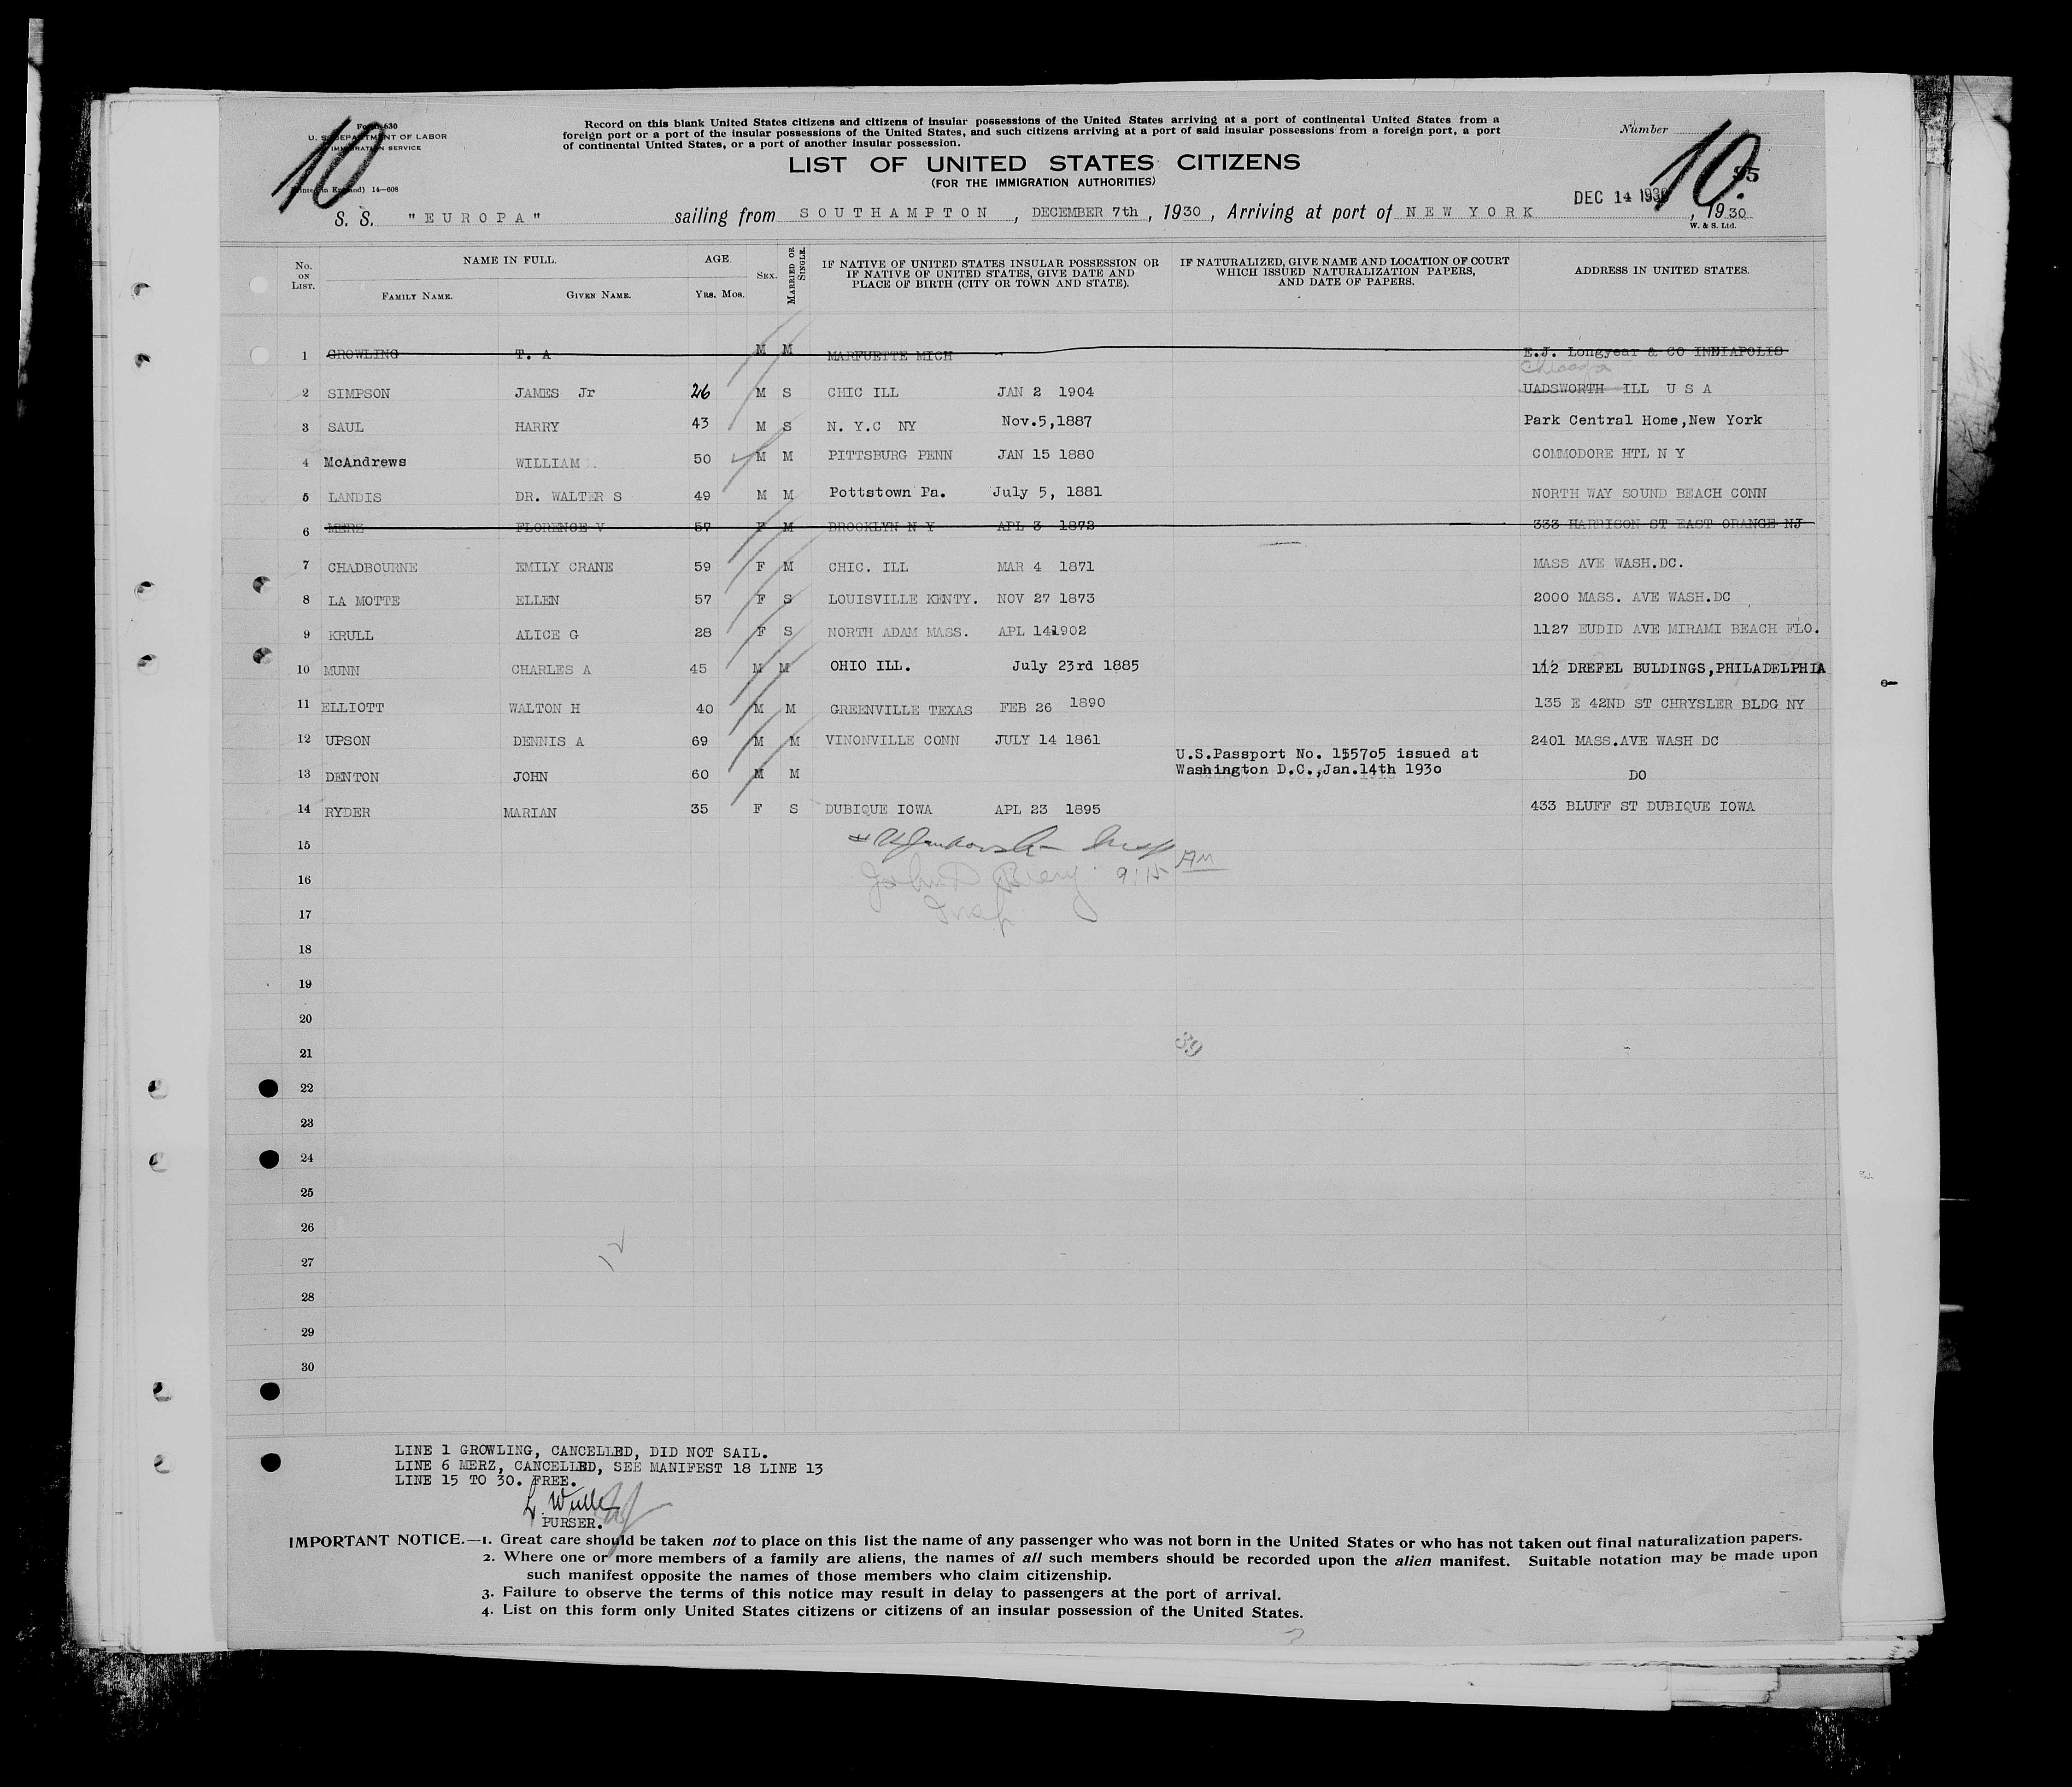 Form 630
U. S. DEPARTMENT OF LABOR
IMMIGRATION SERVICE
(Printed in England) 14—608
10
Record on this blank United States citizens and citizens of insular possessions of the United States arriving at a port of continental United States from a
foreign port or a port of the insular possessions of the United States, and such citizens arriving at a port of said insular possessions from a foreign port, a port
of continental United States, or a port of another insular possession.
Number
10.
95
LIST OF UNITED STATES CITIZENS
(FOR THE IMMIGRATION AUTHORITIES)
DEC 14 1930
S. S. "EUROPA" sailing from SOUTHAMPTON, DECEMBER 7th, 1930, Arriving at port of NEW YORK, 1930
W. & S. Ltd.
No. ON LIST. NAME IN FULL. FAMILY NAME. GIVEN NAME. AGE. YRS. MOS. SEX. MARRIED OR SINGLE. IF NATIVE OF UNITED STATES INSULAR POSSESSION OR IF NATIVE OF UNITED STATES, GIVE DATE AND PLACE OF BIRTH (CITY OR TOWN AND STATE). IF NATURALIZED, GIVE NAME AND LOCATION OF COURT WHICH ISSUED NATURALIZATION PAPERS, AND DATE OF PAPERS. ADDRESS IN UNITED STATES.
1 GROWLING T. A M M MARFUETTE MICH E.J. Longyear & CO INDIAPOLIS
Chicago
2 SIMPSON JAMES Jr 26 M S CHIC ILL JAN 2 1904 UADSWORTH ILL U S A
3 SAUL HARRY 43 M S N. Y.C NY Nov.5,1887 Park Central Home,New York
4 McAndrews WILLIAM 50 M M PITTSBURG PENN JAN 15 1880 COMMODORE HTL N Y
5 LANDIS DR. WALTER S 49 M M Pottstown Pa. July 5, 1881 NORTH WAY SOUND BEACH CONN
6 MERZ FLORENCE V 57 F M BROOKLYN N Y APL 3 1873 333 HARRISON ST EAST ORANGE NJ
7 CHADBOURNE EMILY CRANE 59 F M CHIC. ILL MAR 4 1871 MASS AVE WASH.DC.
8 LA MOTTE ELLEN 57 F S LOUISVILLE KENTY. NOV 27 1873 2000 MASS. AVE WASH.DC
9 KRULL ALICE G 28 F S NORTH ADAM MASS. APL 14 1902 1127 EUDID AVE MIRAMI BEACH FLO.
10 MUNN CHARLES A 45 M M OHIO ILL. July 23rd 1885 112 DREFEL BULDINGS,PHILADELPHIA
11 ELLIOTT WALTON H 40 M M GREENVILLE TEXAS FEB 26 1890 135 E 42ND ST CHRYSLER BLDG NY
12 UPSON DENNIS A 69 M M VINONVILLE CONN JULY 14 1861 2401 MASS.AVE WASH DC
U.S.Passport No. 155705 issued at
13 DENTON JOHN 60 M M Washington D.C.,Jan.14th 1930 DO
14 RYDER MARIAN 35 F S DUBIQUE IOWA APL 23 1895 433 BLUFF ST DUBIQUE IOWA
15
16 John D 9:15 AM
17 Insp
18
19
20
21
39
22
23
24
25
26
27
28
29
30
LINE 1 GROWLING, CANCELLED, DID NOT SAIL.
LINE 6 MERZ, CANCELLED, SEE MANIFEST 18 LINE 13
LINE 15 TO 30. FREE.
PURSER.
IMPORTANT NOTICE.—1. Great care should be taken not to place on this list the name of any passenger who was not born in the United States or who has not taken out final naturalization papers.
2. Where one or more members of a family are aliens, the names of all such members should be recorded upon the alien manifest. Suitable notation may be made upon
such manifest opposite the names of those members who claim citizenship.
3. Failure to observe the terms of this notice may result in delay to passengers at the port of arrival.
4. List on this form only United States citizens or citizens of an insular possession of the United States.